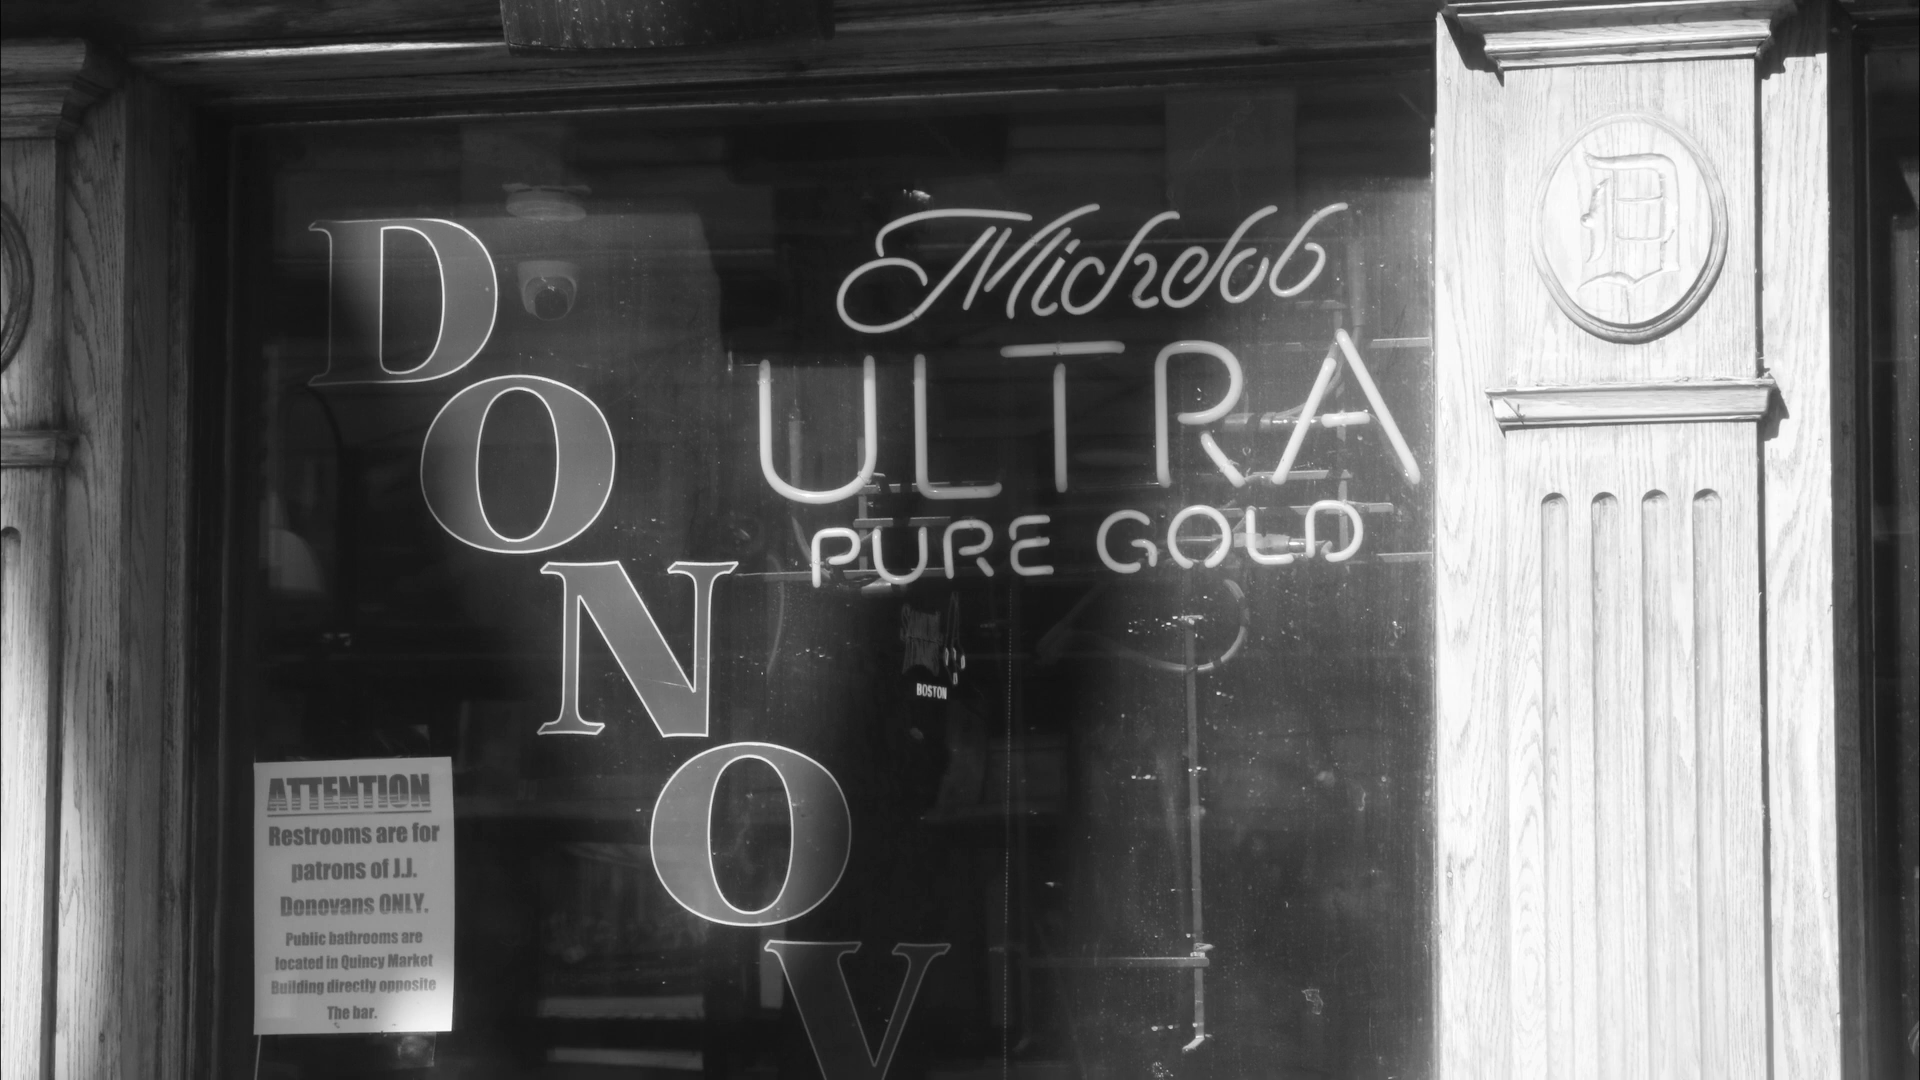 DONOV
Michelob
ULTRA
PURE GOLD
BOSTON
D
ATTENTION
Restrooms are for
patrons of J.J.
Donovans ONLY.
Public bathrooms are
located in Quincy Market
Building directly opposite
The bar.